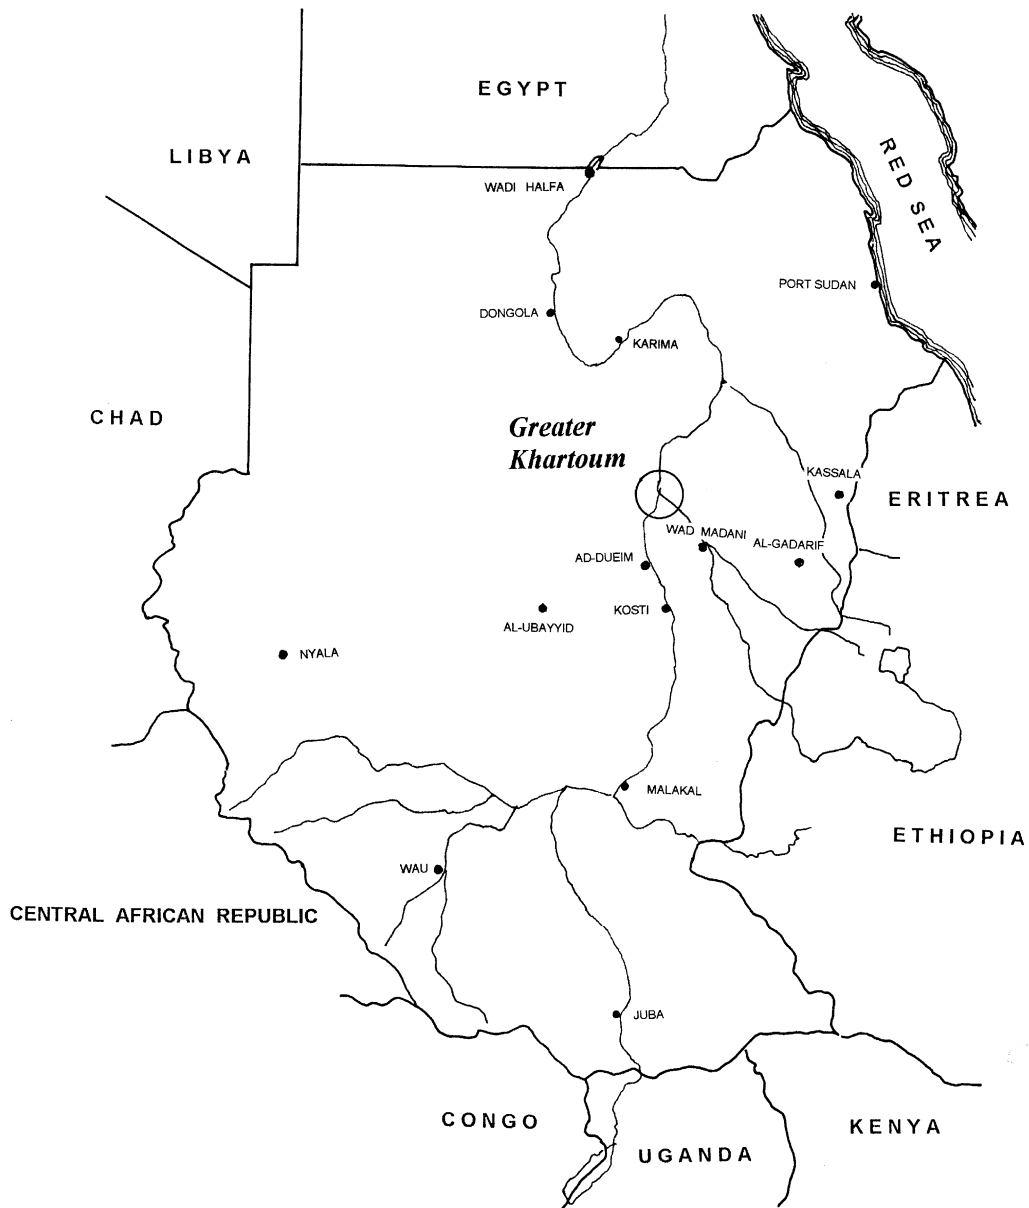 EGYPT
LIBYA
RED SEA
WADI HALFA
PORT SUDAN
DONGOLA
KARIMA
CHAD
Greater
Khartoum
KASSALA
ERITREA
WAD MADANI
AL-GADARIF
AD-DUEIM
KOSTI
AL-UBAYYID
NYALA
MALAKAL
ETHIOPIA
WAU
CENTRAL AFRICAN REPUBLIC
JUBA
CONGO
KENYA
UGANDA